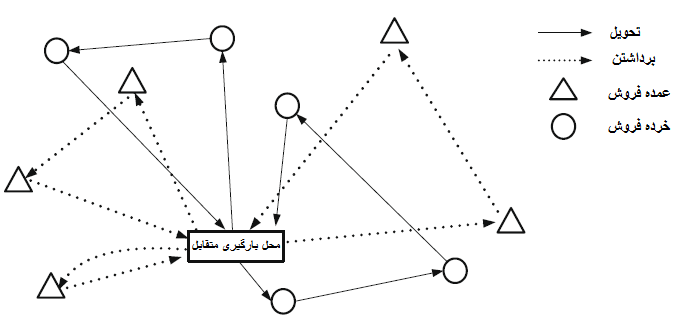 تحویل
برداشتن
عمده فروش
خرده فروش
محل بارگیری متقابل